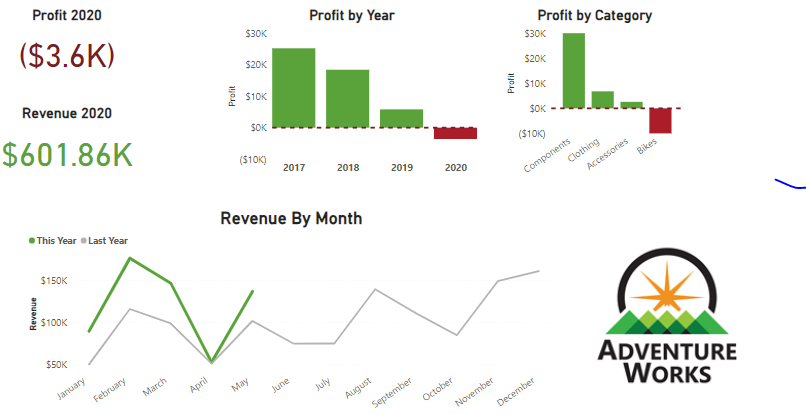 Profit 2020
($3.6K)
Revenue 2020
$601.86K
Profit by Year
Profit
$30K
$20K
$10K
$0K
($10K)
2017 2018 2019 2020
Profit by Category
Profit
$30K
$20K
$10K
$0K
($10K)
Components Clothing Accessories Bikes
Revenue By Month
This Year Last Year
Revenue
$150K
$100K
$50K
January February March April May June July August September October November December
ADVENTURE
WORKS